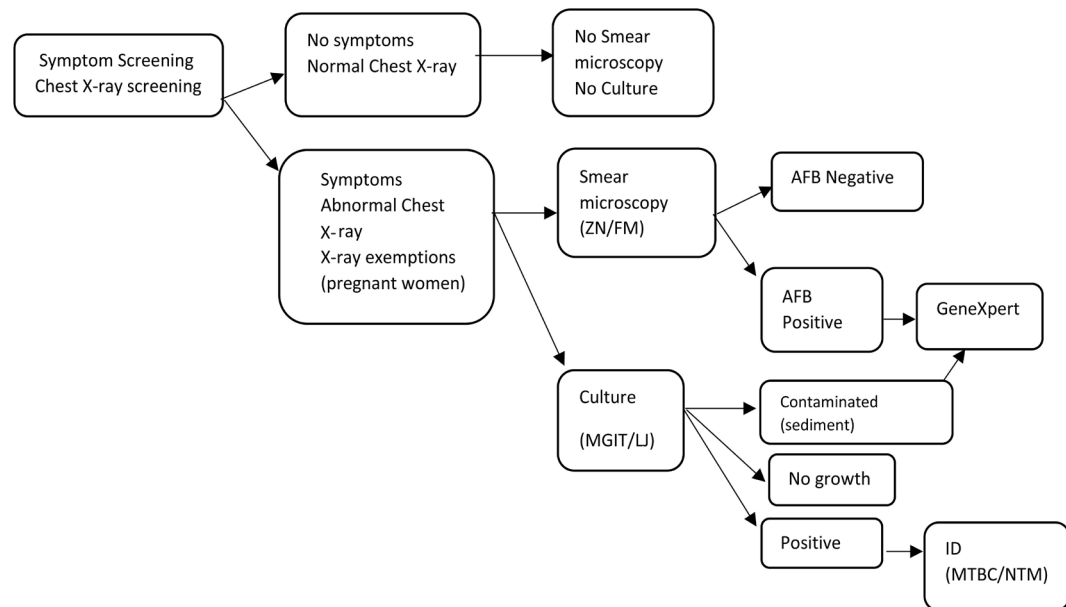 Symptom Screening
Chest X-ray screening
No symptoms
Normal Chest X-ray
No Smear
microscopy
No Culture
Symptoms
Abnormal Chest
X-ray
X-ray exemptions
(pregnant women)
Smear
microscopy
(ZN/FM)
AFB Negative
AFB
Positive
GeneXpert
Culture
(MGIT/LJ)
Contaminated
(sediment)
No growth
Positive
ID
(MTBC/NTM)